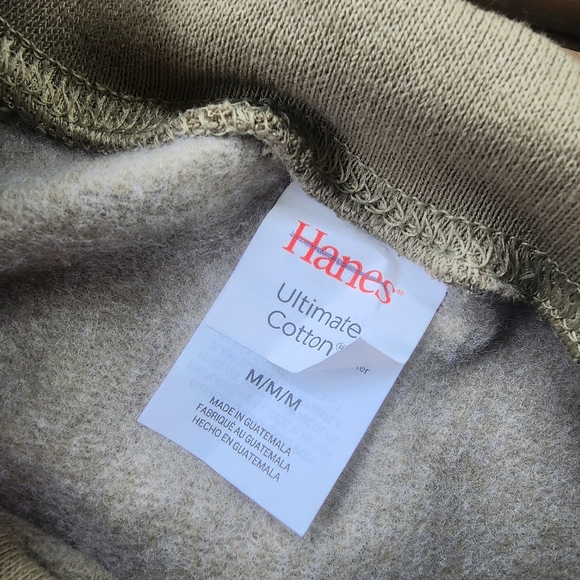 Hanes®
Ultimate
Cotton®
M/M/M
MADE IN GUATEMALA
FABRIQUÉ AU GUATEMALA
HECHO EN GUATEMALA